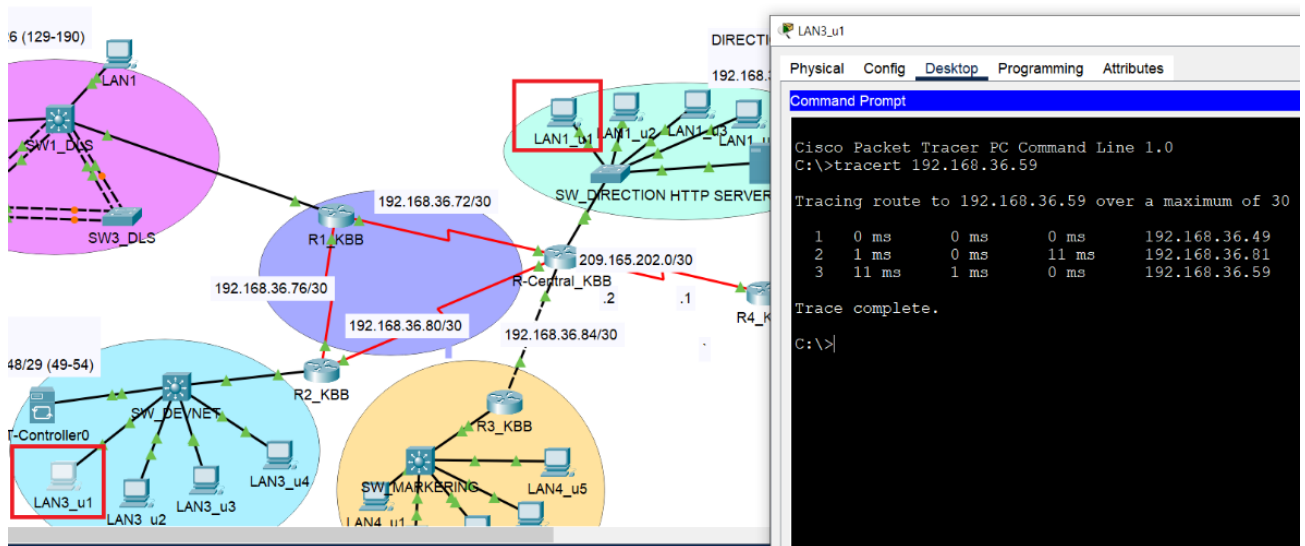 6 (129-190)
LAN1
SW1_DLS
SW3_DLS
DIRECTI
192.168.3
LAN1_u1
LAN1_u2
LAN1_u3
LAN1_u
SW_DIRECTION
HTTP SERVER
192.168.36.72/30
R1_KBB
209.165.202.0/30
R-Central_KBB
.2
.1
R4_K
192.168.36.76/30
192.168.36.80/30
192.168.36.84/30
48/29 (49-54)
R2_KBB
SW_DEVNET
T-Controller0
LAN3_u1
LAN3_u2
LAN3_u3
LAN3_u4
R3_KBB
SW_MARKERING
LAN4_u5
LAN4_u1
LAN3_u1
Physical Config Desktop Programming Attributes
Command Prompt
Cisco Packet Tracer PC Command Line 1.0
C:\>tracert 192.168.36.59
Tracing route to 192.168.36.59 over a maximum of 30
1 0 ms 0 ms 0 ms 192.168.36.49
2 1 ms 0 ms 11 ms 192.168.36.81
3 11 ms 1 ms 0 ms 192.168.36.59
Trace complete.
C:\>